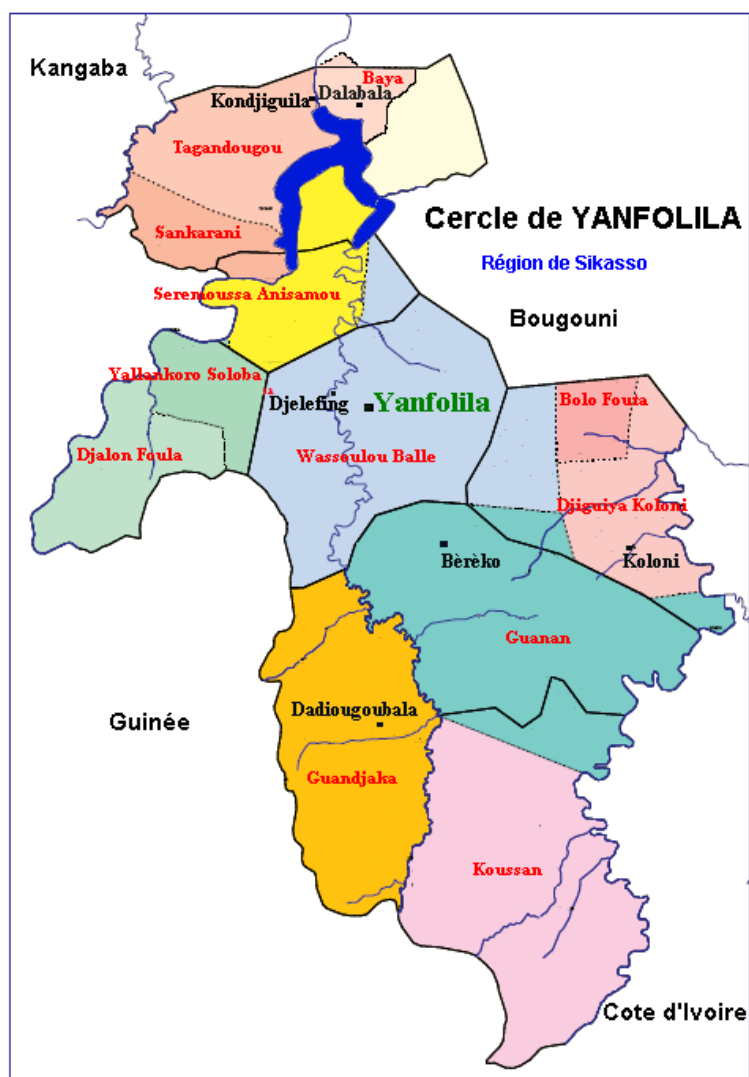 Kangaba
Baya
Kondjiguila
Dalabala
Tagandougou
Sankarani
Cercle de YANFOLILA
Région de Sikasso
Seremoussa Anisamou
Bougouni
Yallankoro Soloba
Djelefing
Yanfolila
Bolo Fouta
Djalon Foula
Wassoulou Balle
Djiguiya Koloni
Bèrèko
Koloni
Guanan
Guinée
Dadiougoubala
Guandjaka
Koussan
Cote d'Ivoire